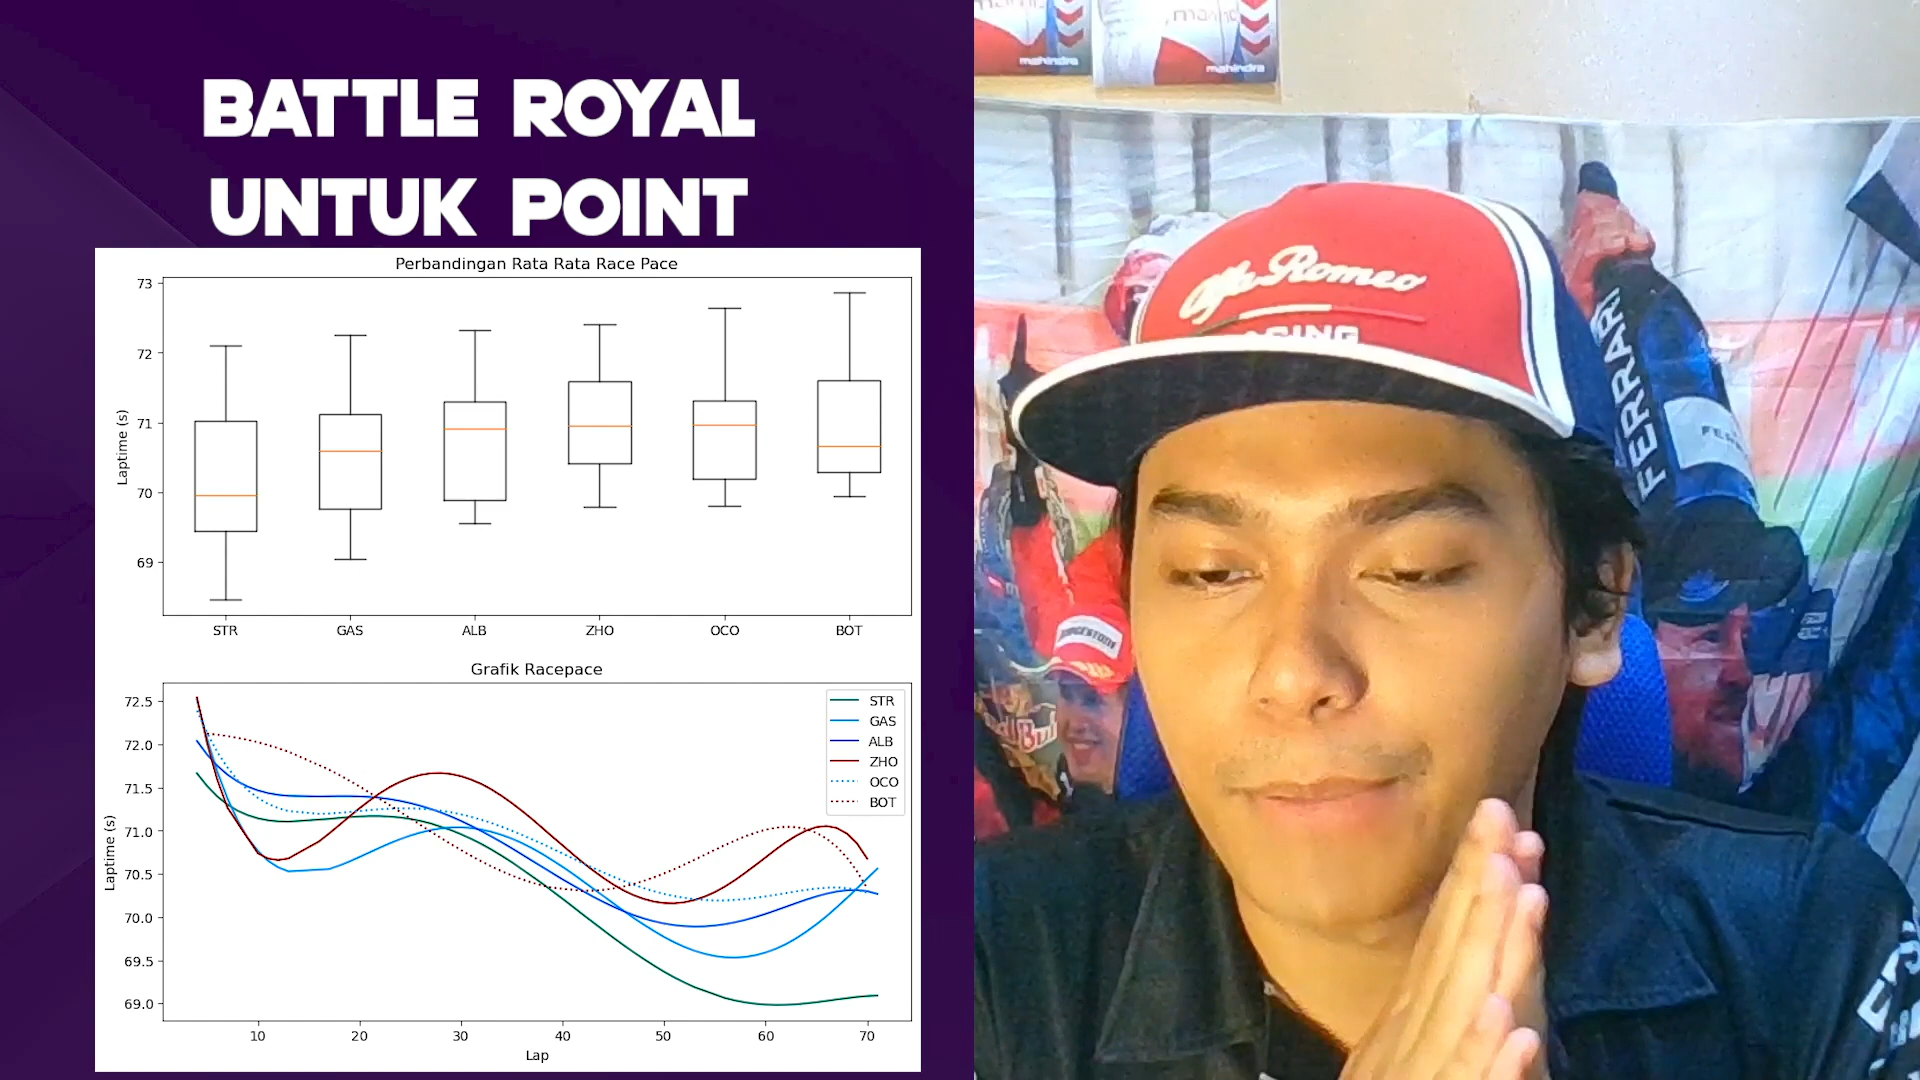 BATTLE ROYAL
UNTUK POINT
Perbandingan Rata Rata Race Pace
Laptime (s)
73
72
71
70
69
STR GAS ALB ZHO OCO BOT
Grafik Racepace
Laptime (s)
72.5
72.0
71.5
71.0
70.5
70.0
69.5
69.0
10 20 30 40 50 60 70
Lap
STR
GAS
ALB
ZHO
OCO
BOT
mahindra
mahindra
Alfa Romeo
FERRARI
BRIDGESTONE